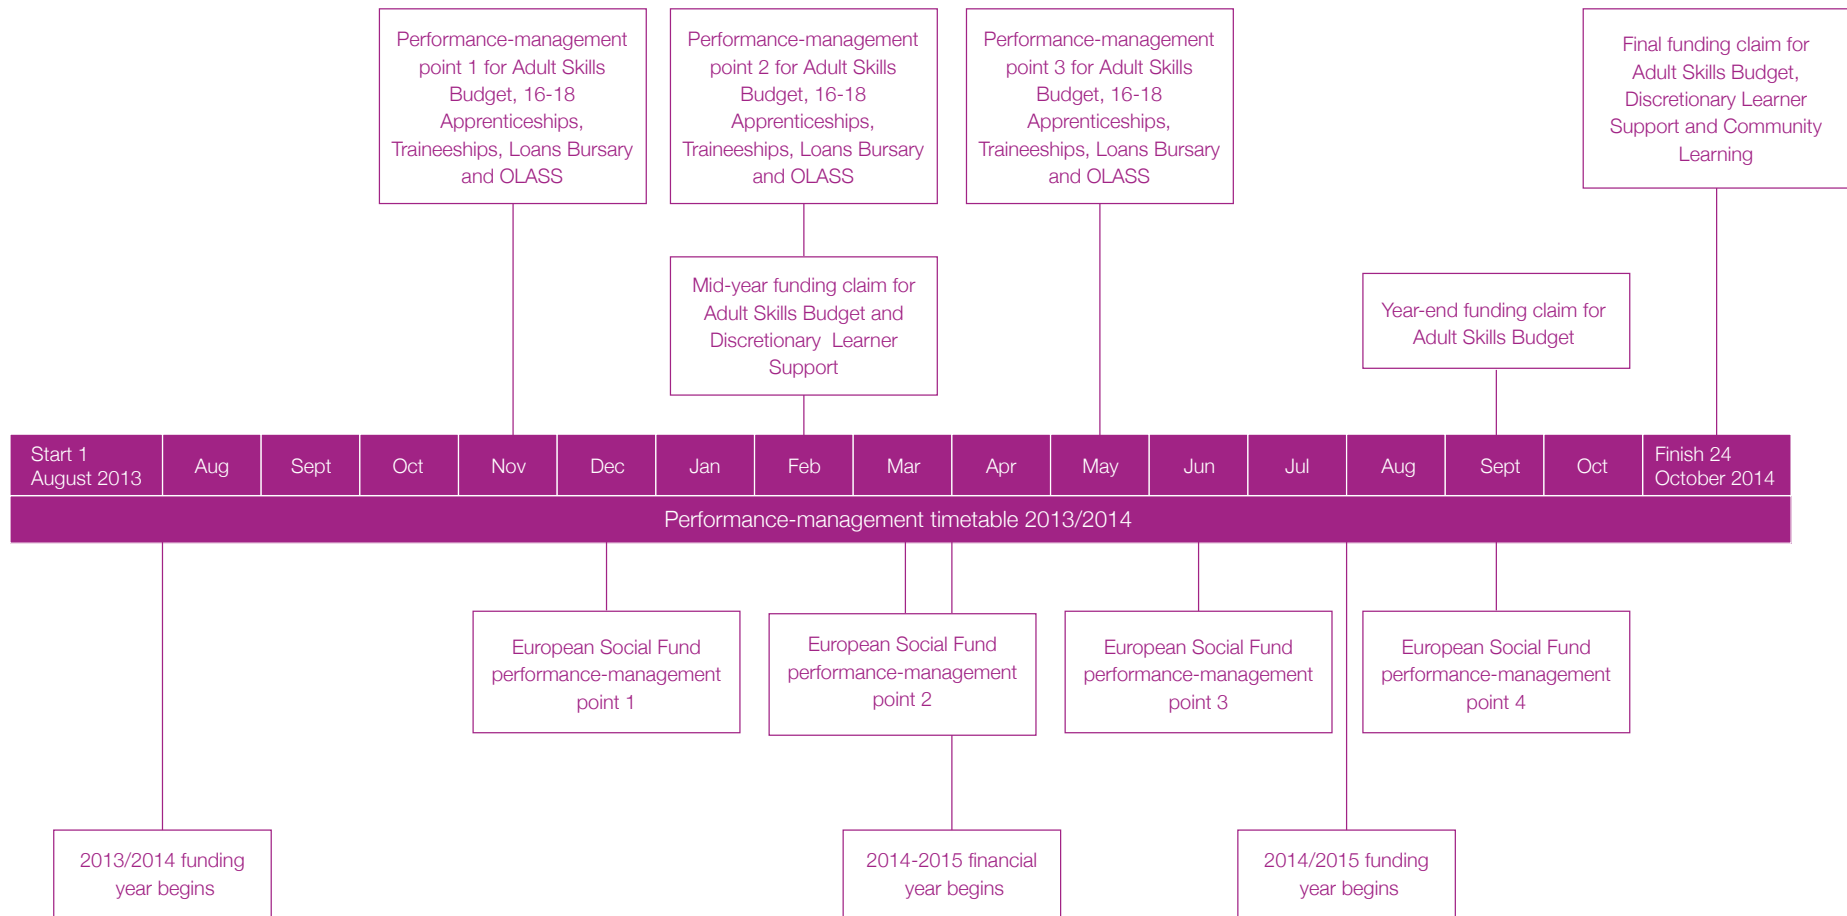 Performance-management
point 1 for Adult Skills
Budget, 16-18
Apprenticeships,
Traineeships, Loans Bursary
and OLASS
Performance-management
point 2 for Adult Skills
Budget, 16-18
Apprenticeships,
Traineeships, Loans Bursary
and OLASS
Performance-management
point 3 for Adult Skills
Budget, 16-18
Apprenticeships,
Traineeships, Loans Bursary
and OLASS
Final funding claim for
Adult Skills Budget,
Discretionary Learner
Support and Community
Learning
Mid-year funding claim for
Adult Skills Budget and
Discretionary Learner
Support
Year-end funding claim for
Adult Skills Budget
Start 1
August 2013
Aug
Sept
Oct
Nov
Dec
Jan
Feb
Mar
Apr
May
Jun
Jul
Aug
Sept
Oct
Finish 24
October 2014
Performance-management timetable 2013/2014
European Social Fund
performance-management
point 1
European Social Fund
performance-management
point 2
European Social Fund
performance-management
point 3
European Social Fund
performance-management
point 4
2013/2014 funding
year begins
2014-2015 financial
year begins
2014/2015 funding
year begins